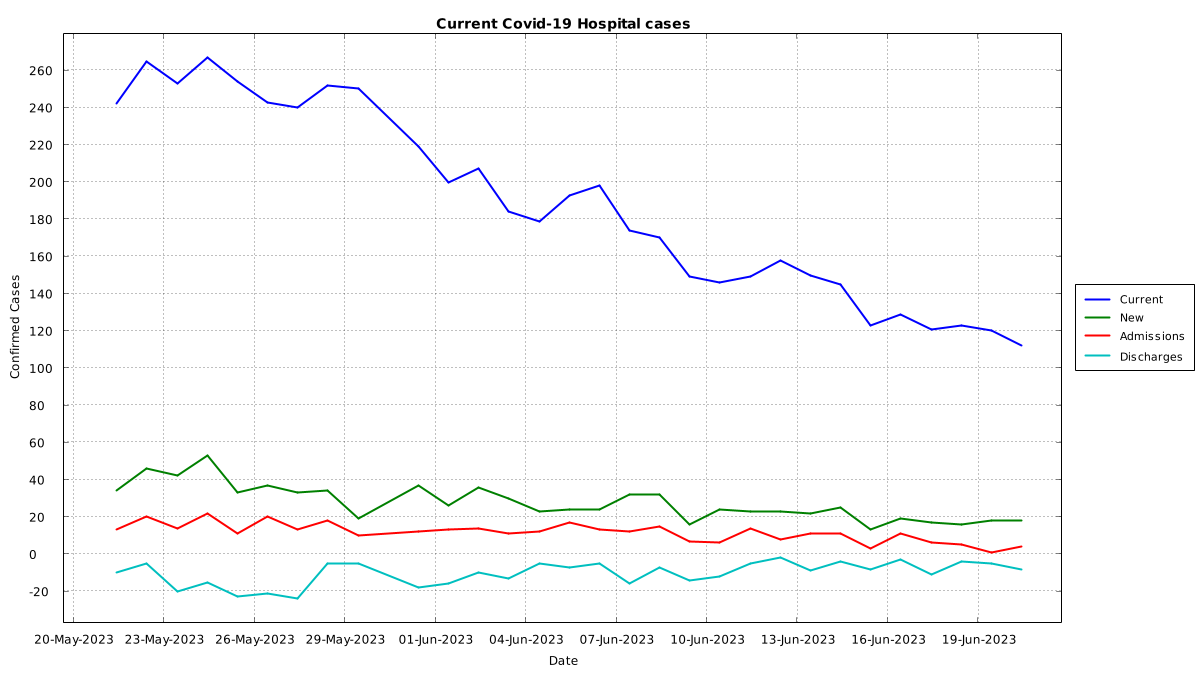 Current Covid-19 Hospital cases
260
240
220
200
180
160
140
120
100
80
60
40
20
0
-20
Confirmed Cases
20-May-2023 23-May-2023 26-May-2023 29-May-2023 01-Jun-2023 04-Jun-2023 07-Jun-2023 10-Jun-2023 13-Jun-2023 16-Jun-2023 19-Jun-2023
Date
Current
New
Admissions
Discharges